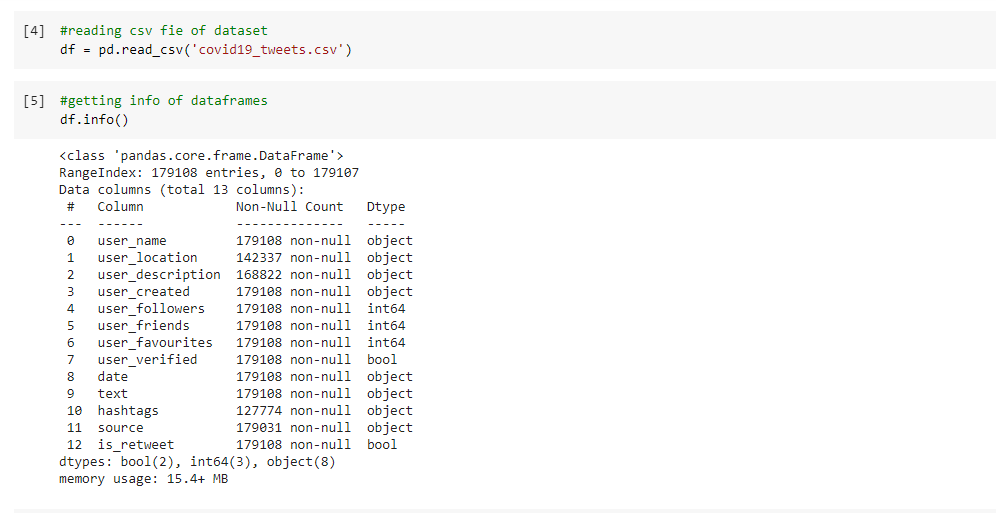 [4] #reading csv fie of dataset
df = pd.read_csv('covid19_tweets.csv')
[5] #getting info of dataframes
df.info()
<class 'pandas.core.frame.DataFrame'>
RangeIndex: 179108 entries, 0 to 179107
Data columns (total 13 columns):
 #   Column            Non-Null Count   Dtype
---  ------            --------------   -----
 0   user_name         179108 non-null  object
 1   user_location     142337 non-null  object
 2   user_description  168822 non-null  object
 3   user_created      179108 non-null  object
 4   user_followers    179108 non-null  int64
 5   user_friends      179108 non-null  int64
 6   user_favourites   179108 non-null  int64
 7   user_verified     179108 non-null  bool
 8   date              179108 non-null  object
 9   text              179108 non-null  object
 10  hashtags          127774 non-null  object
 11  source            179031 non-null  object
 12  is_retweet        179108 non-null  bool
dtypes: bool(2), int64(3), object(8)
memory usage: 15.4+ MB